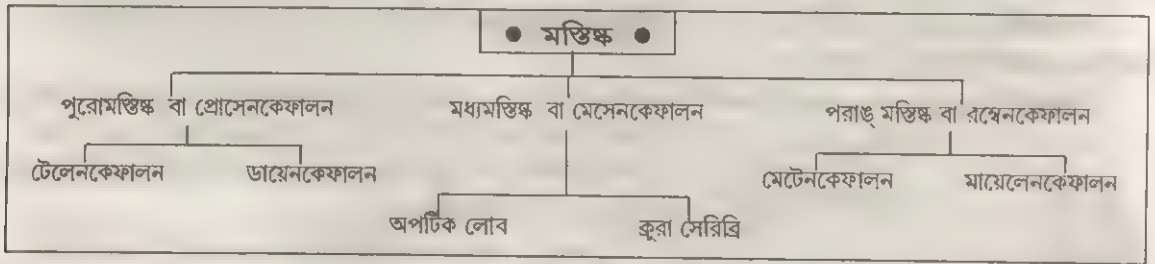 ● মস্তিষ্ক ●
পুরোমস্তিষ্ক বা প্রোসেনকেফালন মধ্যমস্তিষ্ক বা মেসেনকেফালন পরাঙ্ মস্তিষ্ক বা রম্বেনকেফালন
টেলেনকেফালন ডায়েনকেফালন মেটেনকেফালন মায়েলেনকেফালন
অপটিক লোব ক্রুরা সেরিব্রি